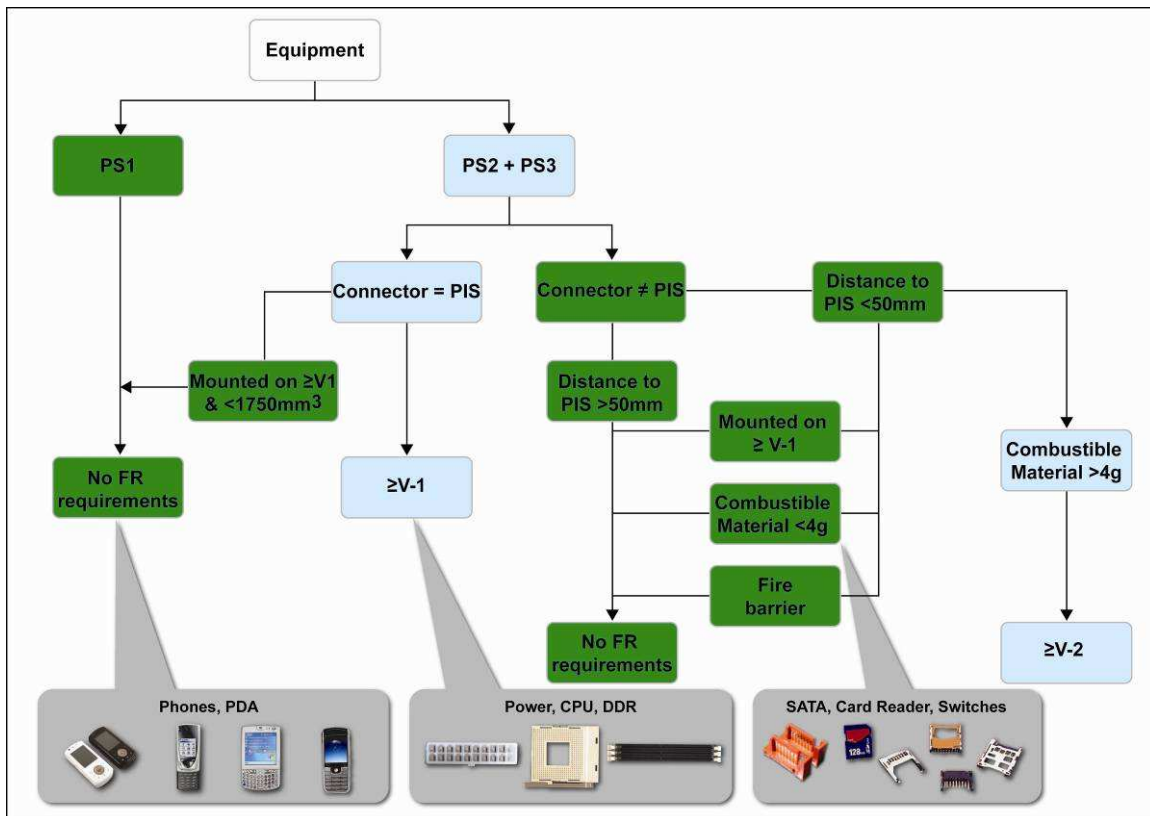 Equipment
PS1
PS2 + PS3
Connector = PIS
Connector ≠ PIS
Distance to
PIS <50mm
Mounted on ≥V1
& <1750mm³
Distance to
PIS >50mm
Mounted on
≥ V-1
Combustible
Material >4g
No FR
requirements
≥V-1
Combustible
Material <4g
Fire
barrier
No FR
requirements
≥V-2
Phones, PDA
Power, CPU, DDR
SATA, Card Reader, Switches
128